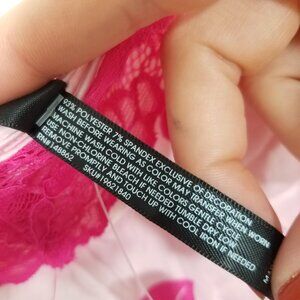 93% POLYESTER 7% SPANDEX EXCLUSIVE OF DECORATION
WASH BEFORE WEARING AS COLOR MAY TRANSFER WHEN WORN
MACHINE WASH COLD WITH LIKE COLORS GENTLE CYCLE
USE NON-CHLORINE BLEACH IF NEEDED TUMBLE DRY LOW
REMOVE PROMPTLY AND TOUCH UP WITH COOL IRON IF NEEDED
SKU#19621840